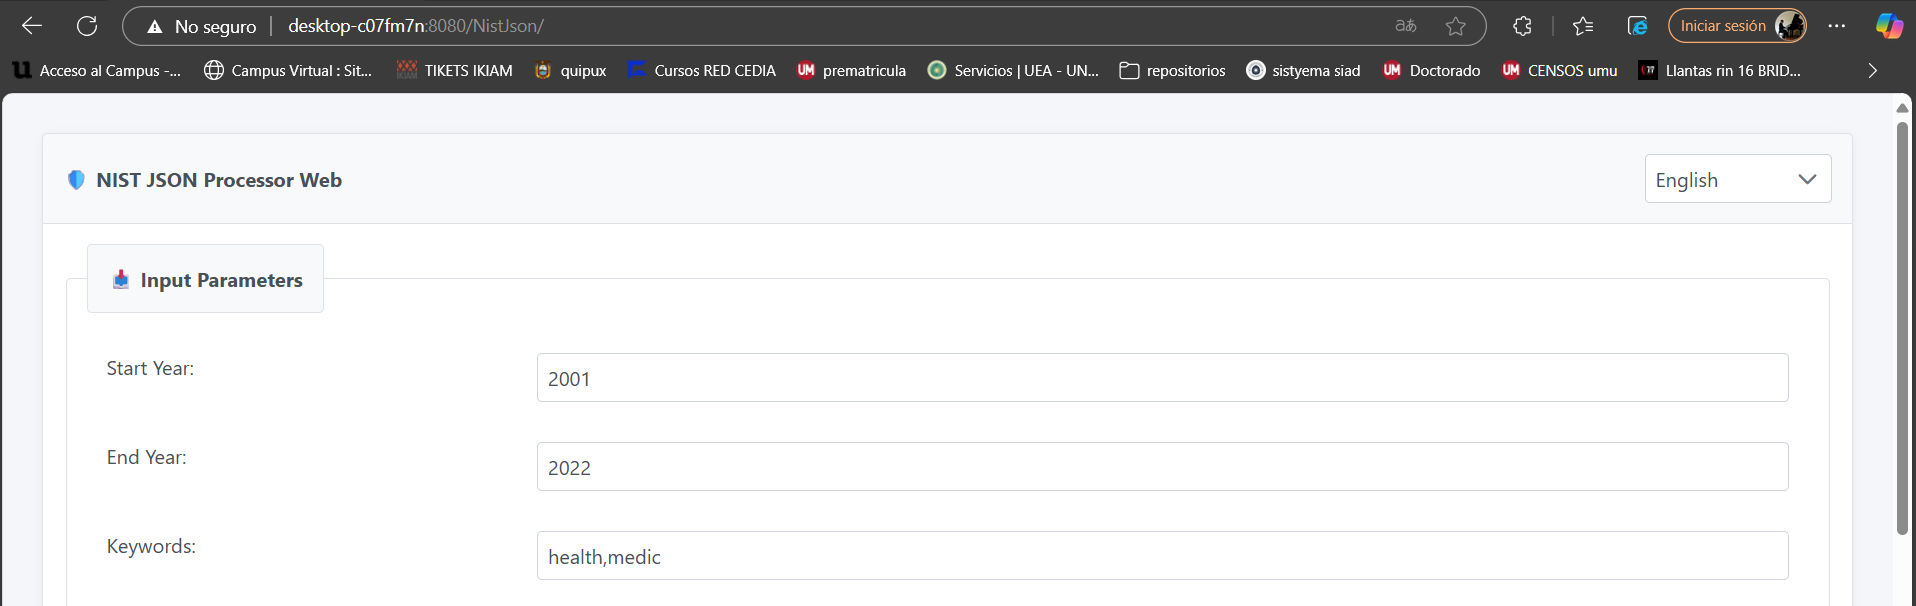 No seguro desktop-c07fm7n:8080/NistJson/ aあ Iniciar sesión
Acceso al Campus -... Campus Virtual : Sit... TIKETS IKIAM quipux Cursos RED CEDIA UM prematricula Servicios | UEA - UN... repositorios sistyema siad UM Doctorado UM CENSOS umu Llantas rin 16 BRID...
NIST JSON Processor Web English
Input Parameters
Start Year: 2001
End Year: 2022
Keywords: health,medic